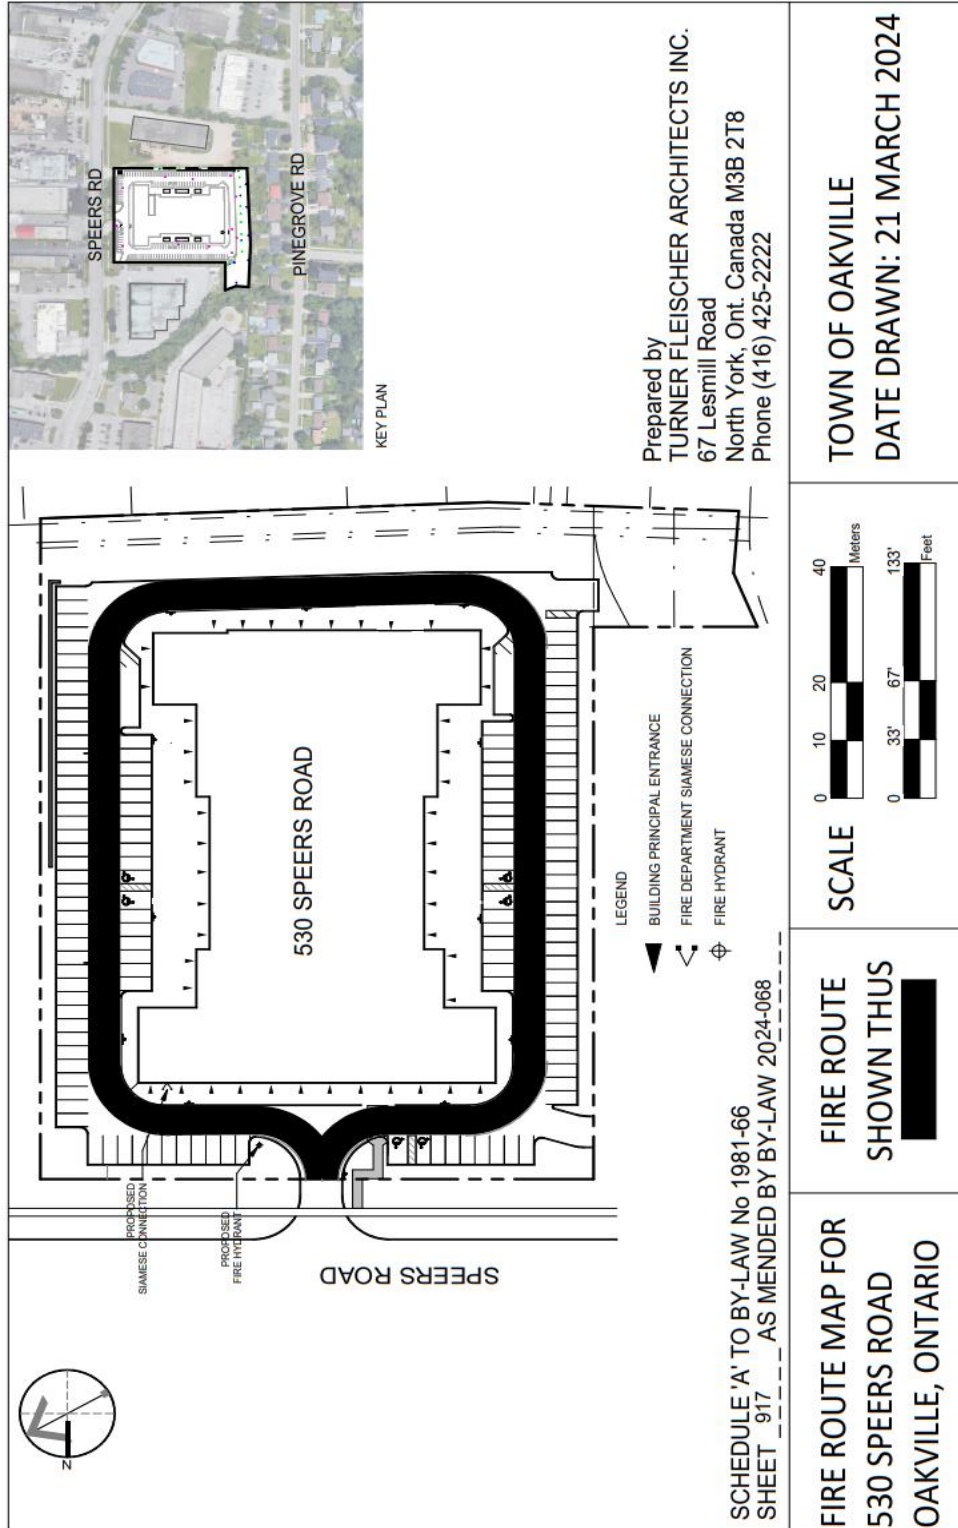 SPEERS RD
PINEGROVE RD
KEY PLAN
N
PROPOSED
SIAMESE CONNECTION
PROPOSED
FIRE HYDRANT
SPEERS ROAD
530 SPEERS ROAD
LEGEND
BUILDING PRINCIPAL ENTRANCE
FIRE DEPARTMENT SIAMESE CONNECTION
FIRE HYDRANT
Prepared by
TURNER FLEISCHER ARCHITECTS INC.
67 Lesmill Road
North York, Ont. Canada M3B 2T8
Phone (416) 425-2222
SCHEDULE 'A' TO BY-LAW No 1981-66
SHEET 917 AS MENDED BY BY-LAW 2024-068
FIRE ROUTE MAP FOR
530 SPEERS ROAD
OAKVILLE, ONTARIO
FIRE ROUTE
SHOWN THUS
SCALE
0 10 20 40
Meters
0 33' 67' 133'
Feet
TOWN OF OAKVILLE
DATE DRAWN: 21 MARCH 2024